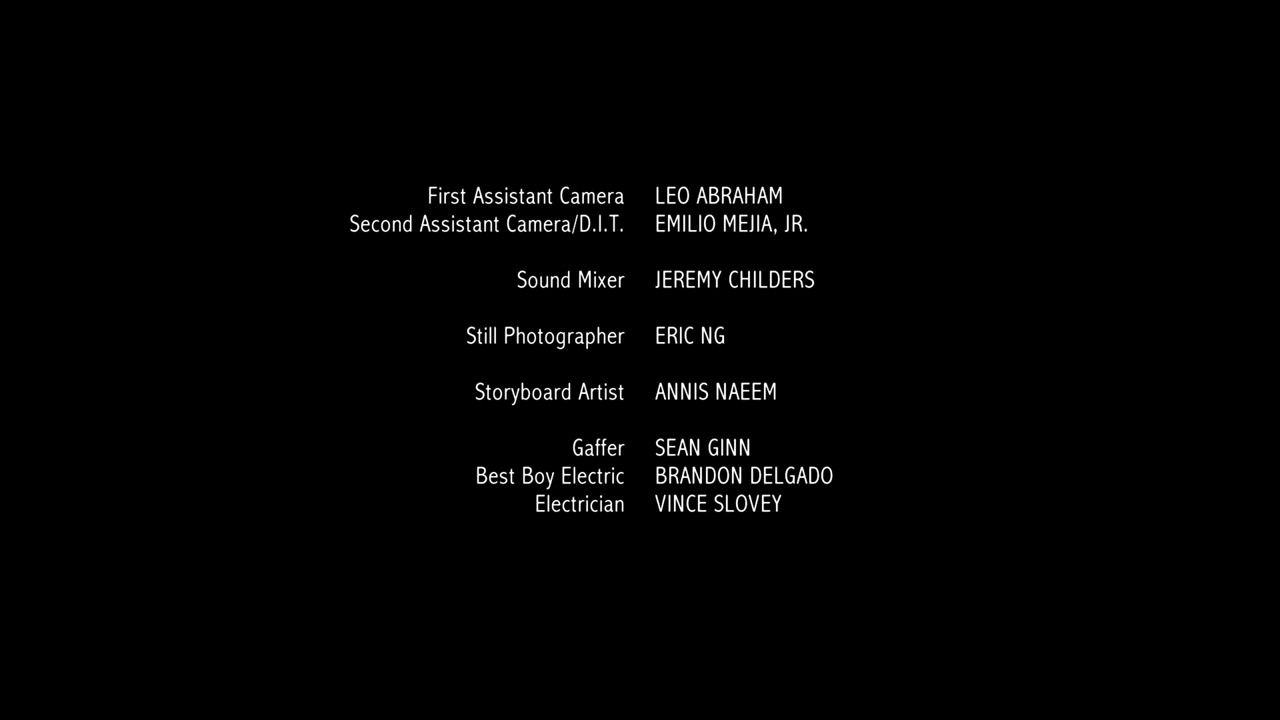 First Assistant Camera LEO ABRAHAM
Second Assistant Camera/D.I.T. EMILIO MEJIA, JR.
Sound Mixer JEREMY CHILDERS
Still Photographer ERIC NG
Storyboard Artist ANNIS NAEEM
Gaffer SEAN GINN
Best Boy Electric BRANDON DELGADO
Electrician VINCE SLOVEY